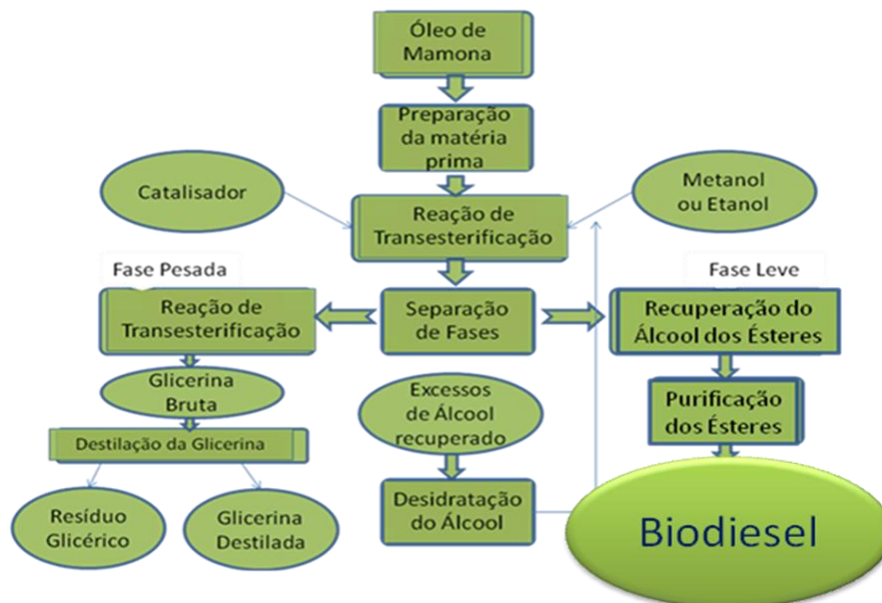 Óleo de
Mamona
Preparação
da matéria
prima
Catalisador
Metanol
ou Etanol
Reação de
Transesterificação
Fase Pesada
Fase Leve
Reação de
Transesterificação
Separação
de Fases
Recuperação do
Álcool dos Ésteres
Glicerina
Bruta
Excessos
de Álcool
recuperado
Purificação
dos Ésteres
Destilação da Glicerina
Resíduo
Glicérico
Glicerina
Destilada
Desidratação
do Álcool
Biodiesel